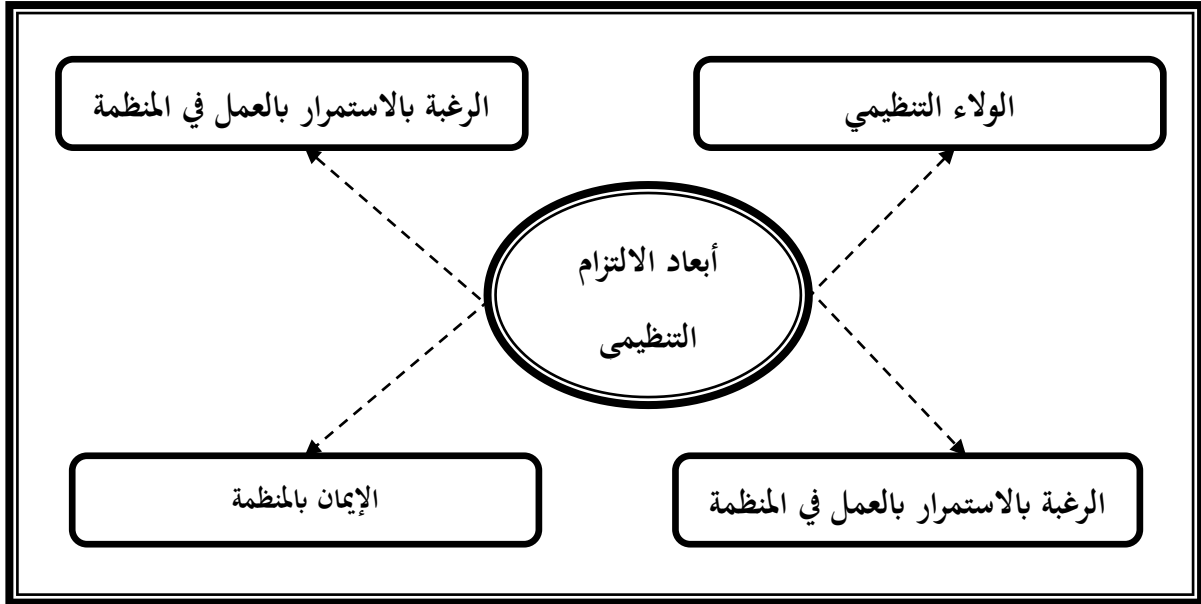 الولاء التنظيمي
الرغبة بالاستمرار بالعمل في المنظمة
أبعاد الالتزام
التنظيمى
الرغبة بالاستمرار بالعمل في المنظمة
الإيمان بالمنظمة